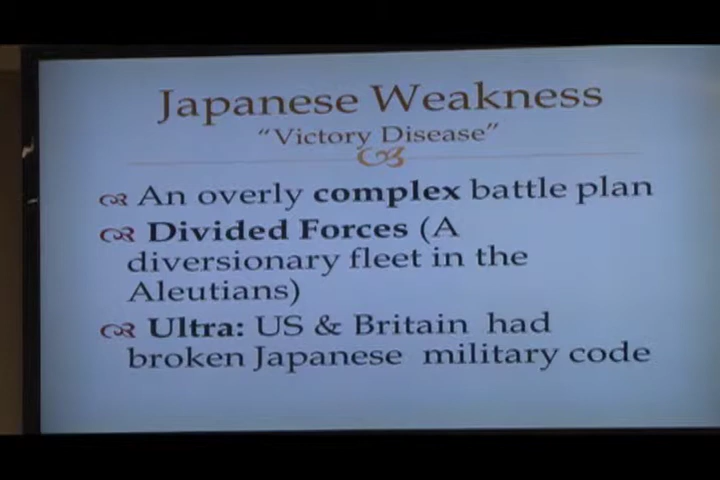 Japanese Weakness
“Victory Disease”
An overly complex battle plan
Divided Forces (A
diversionary fleet in the
Aleutians)
Ultra: US & Britain had
broken Japanese military code